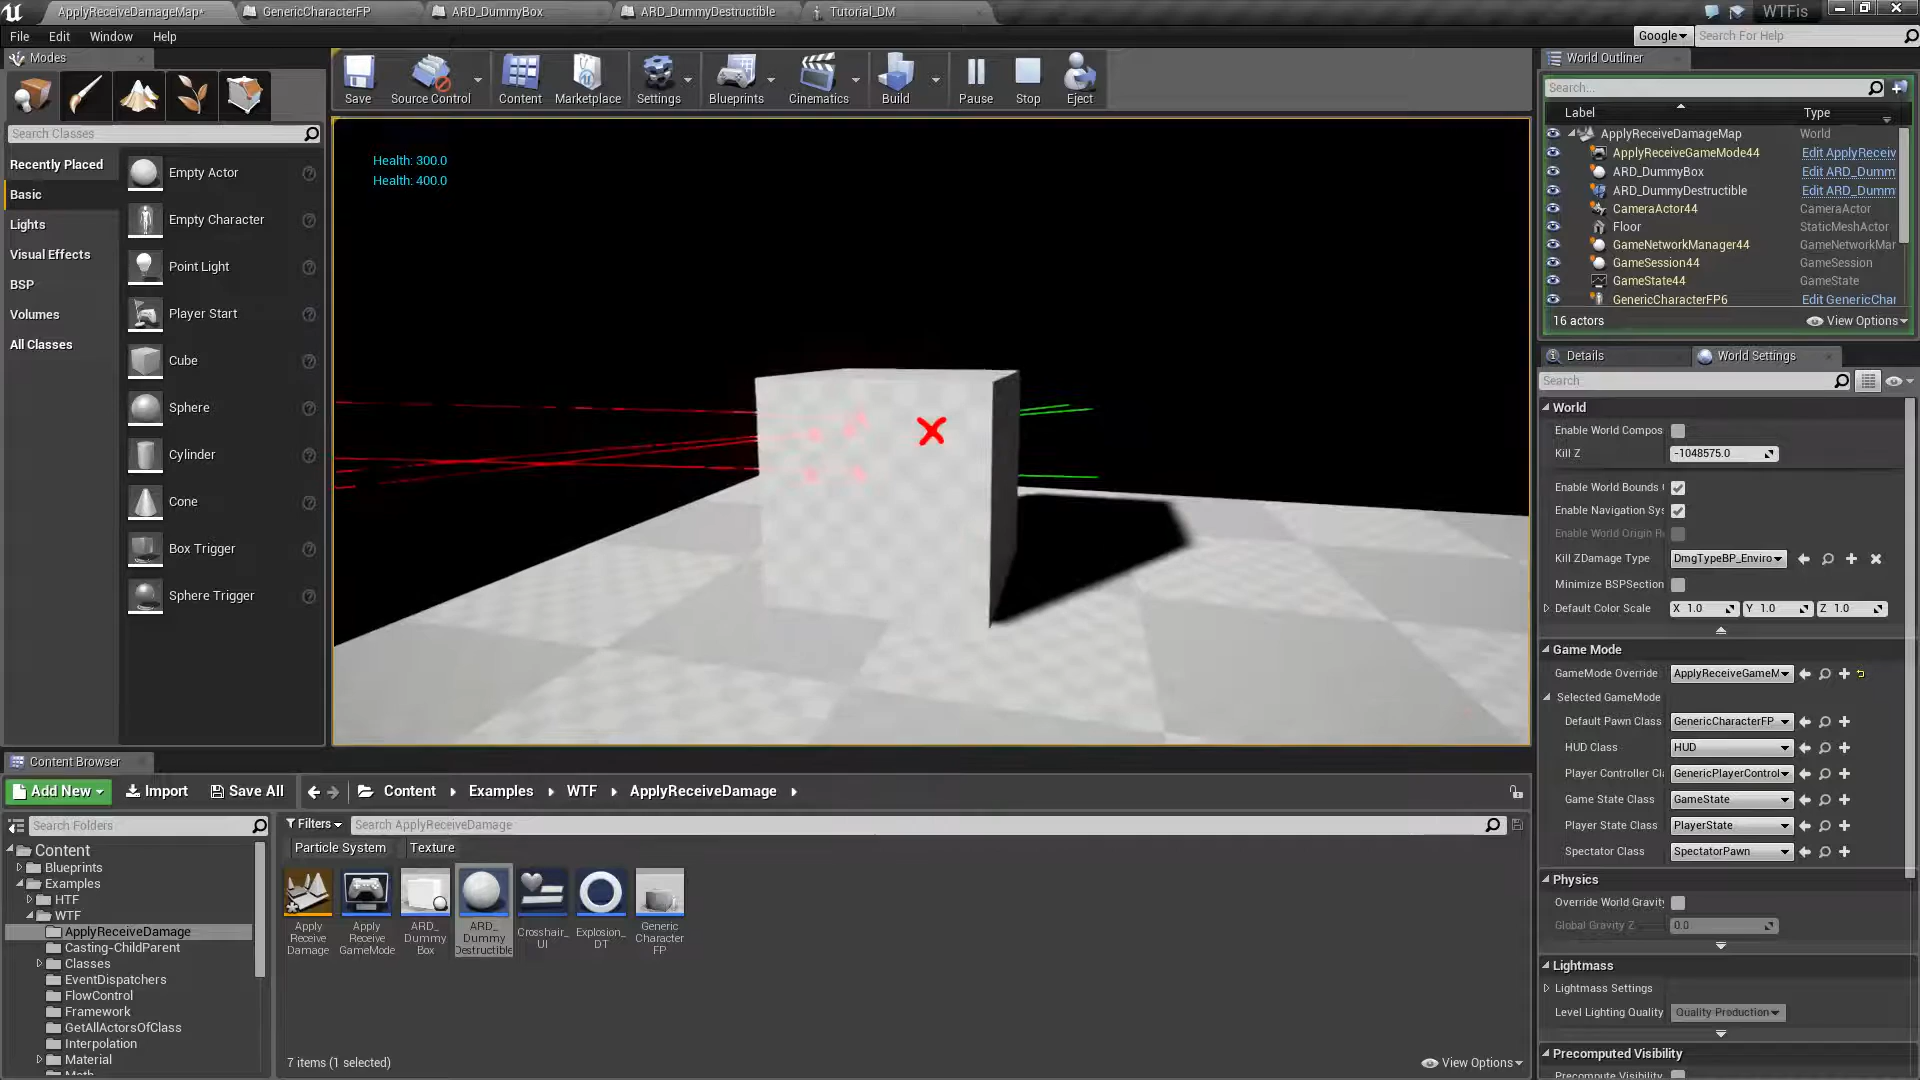 ApplyReceiveDamageMap*
GenericCharacterFP
ARD_DummyBox
ARD_DummyDestructible
Tutorial_DM
WTFis
File Edit Window Help
Google
Search For Help
Modes
Save
Source Control
Content
Marketplace
Settings
Blueprints
Cinematics
Build
Pause
Stop
Eject
Search Classes
Recently Placed
Basic
Lights
Visual Effects
BSP
Volumes
All Classes
Empty Actor
Empty Character
Point Light
Player Start
Cube
Sphere
Cylinder
Cone
Box Trigger
Sphere Trigger
Health: 300.0
Health: 400.0
World Outliner
Search...
Label Type
ApplyReceiveDamageMap World
ApplyReceiveGameMode44 Edit ApplyReceiv
ARD_DummyBox Edit ARD_Dumm
ARD_DummyDestructible Edit ARD_Dumm
CameraActor44 CameraActor
Floor StaticMeshActor
GameNetworkManager44 GameNetworkMar
GameSession44 GameSession
GameState44 GameState
GenericCharacterFP6 Edit GenericChar
16 actors
View Options
Details
World Settings
Search
World
Enable World Compos
Kill Z -1048575.0
Enable World Bounds
Enable Navigation Sys
Enable World Origin
Kill ZDamage Type DmgTypeBP_Enviro
Minimize BSPSection
Default Color Scale X 1.0 Y 1.0 Z 1.0
Game Mode
GameMode Override ApplyReceiveGameM
Selected GameMode
Default Pawn Class GenericCharacterFP
HUD Class HUD
Player Controller Cl GenericPlayerControl
Game State Class GameState
Player State Class PlayerState
Spectator Class SpectatorPawn
Physics
Override World Gravity
Global Gravity Z 0.0
Lightmass
Lightmass Settings
Level Lighting Quality Quality Production
Precomputed Visibility
Precompute Visibility
Content Browser
Add New
Import
Save All
Content Examples WTF ApplyReceiveDamage
Search Folders
Filters
Search ApplyReceiveDamage
Particle System
Texture
Content
Blueprints
Examples
HTF
WTF
ApplyReceiveDamage
Casting-ChildParent
Classes
EventDispatchers
FlowControl
Framework
GetAllActorsOfClass
Interpolation
Material
Apply
Receive
Damage
Apply
Receive
GameMode
ARD_
Dummy
Box
ARD_
Dummy
Destructible
Crosshair_
UI
Explosion_
DT
Generic
Character
FP
7 items (1 selected)
View Options